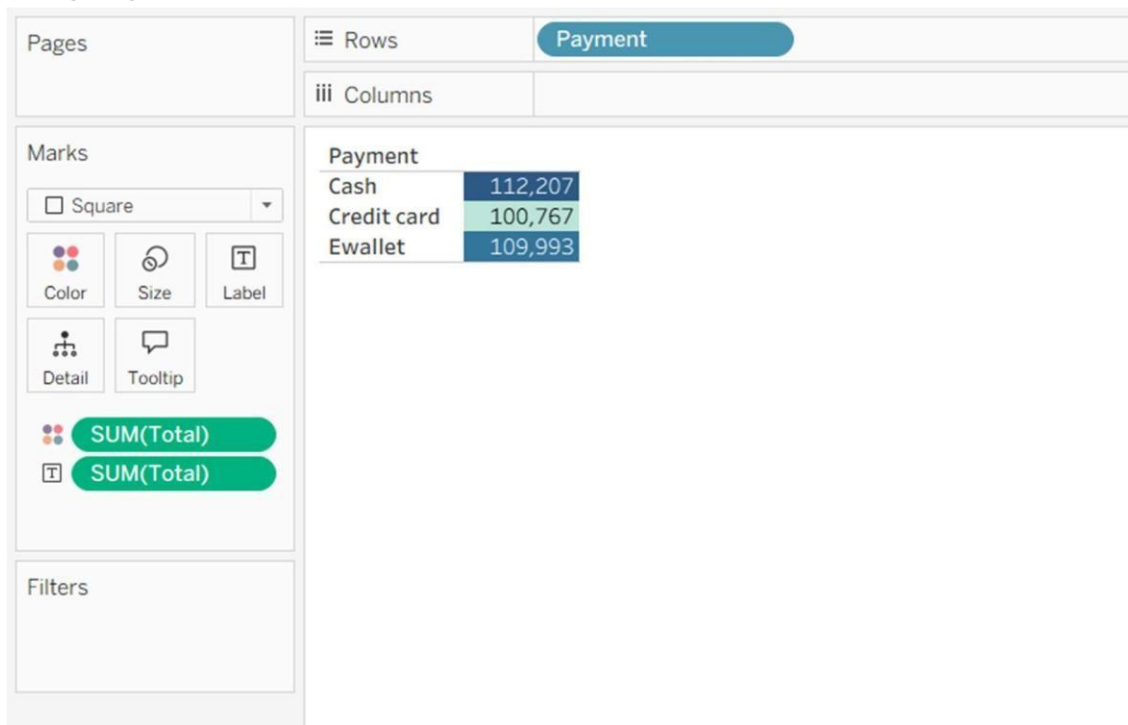 Pages
Rows Payment
Columns
Marks
Square
Color Size Label
Detail Tooltip
SUM(Total)
SUM(Total)
Filters
Payment
Cash 112,207
Credit card 100,767
Ewallet 109,993